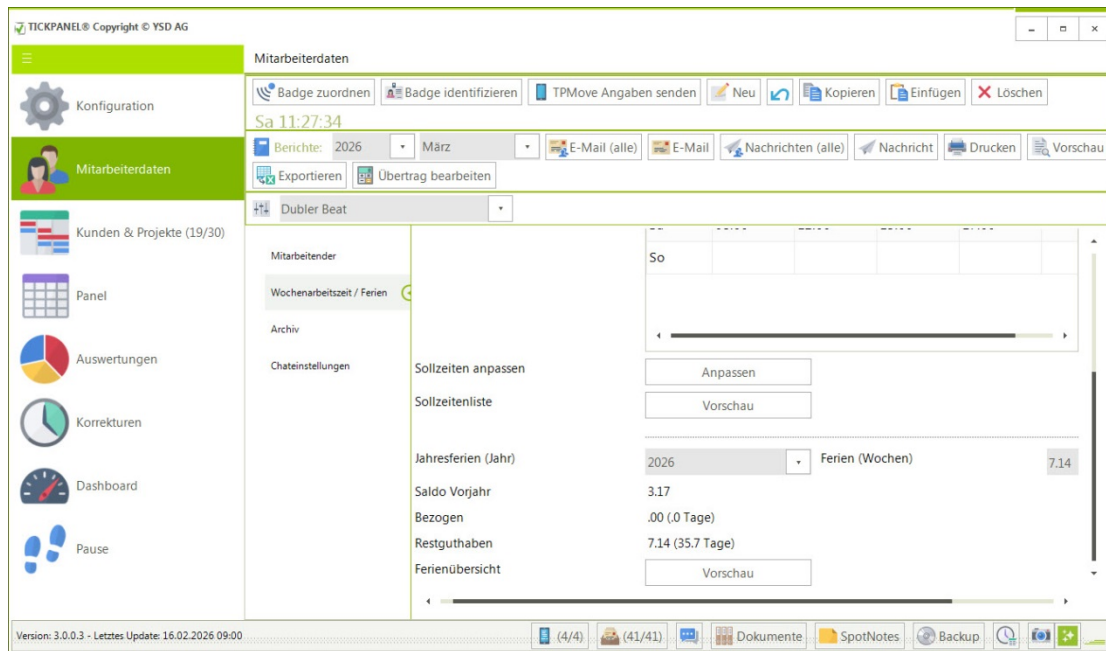 TICKPANEL® Copyright © YSD AG
Mitarbeiterdaten
Konfiguration
Mitarbeiterdaten
Kunden & Projekte (19/30)
Panel
Auswertungen
Korrekturen
Dashboard
Pause
Badge zuordnen Badge identifizieren TPMove Angaben senden Neu Kopieren Einfügen Löschen
Sa 11:27:34
Berichte: 2026 März E-Mail (alle) E-Mail Nachrichten (alle) Nachricht Drucken Vorschau
Exportieren Übertrag bearbeiten
Dubler Beat
Mitarbeitender
Wochenarbeitszeit / Ferien
Archiv
Chateinstellungen
So
Sollzeiten anpassen Anpassen
Sollzeitenliste Vorschau
Jahresferien (Jahr) 2026 Ferien (Wochen) 7.14
Saldo Vorjahr 3.17
Bezogen .00 (.0 Tage)
Restguthaben 7.14 (35.7 Tage)
Ferienübersicht Vorschau
Version: 3.0.0.3 - Letztes Update: 16.02.2026 09:00 (4/4) (41/41) Dokumente SpotNotes Backup